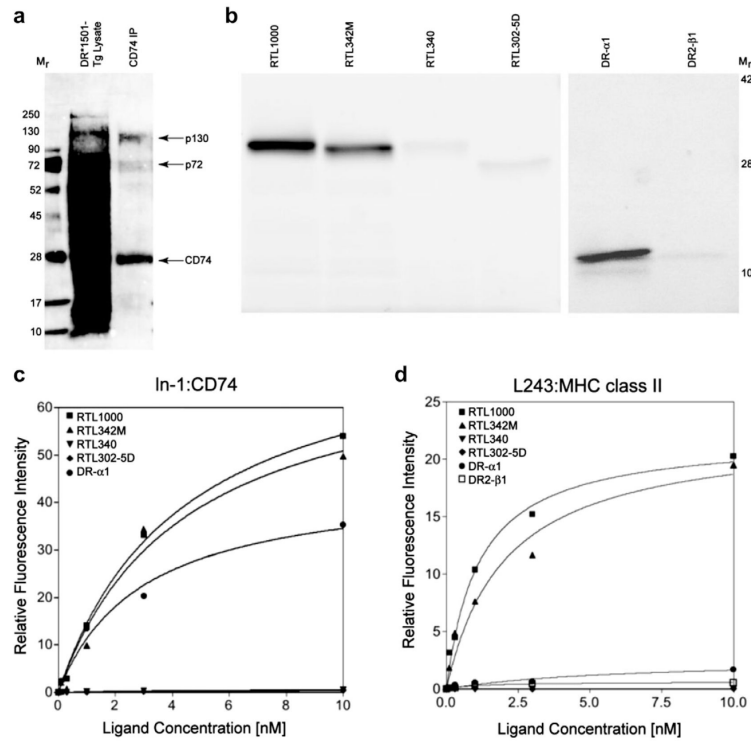 a
DR*1501-
Tg Lysate
CD74 IP
Mr
250
130
90
72
52
45
28
17
10
p130
p72
CD74
b
RTL1000
RTL342M
RTL340
RTL302-5D
DR-α1
DR2-β1
Mr
42
28
10
c
In-1:CD74
Relative Fluorescence Intensity
60
50
40
30
20
10
0
RTL1000
RTL342M
RTL340
RTL302-5D
DR-α1
0 2 4 6 8 10
Ligand Concentration [nM]
d
L243:MHC class II
Relative Fluorescence Intensity
25
20
15
10
5
0
RTL1000
RTL342M
RTL340
RTL302-5D
DR-α1
DR2-β1
0.0 2.5 5.0 7.5 10.0
Ligand Concentration [nM]